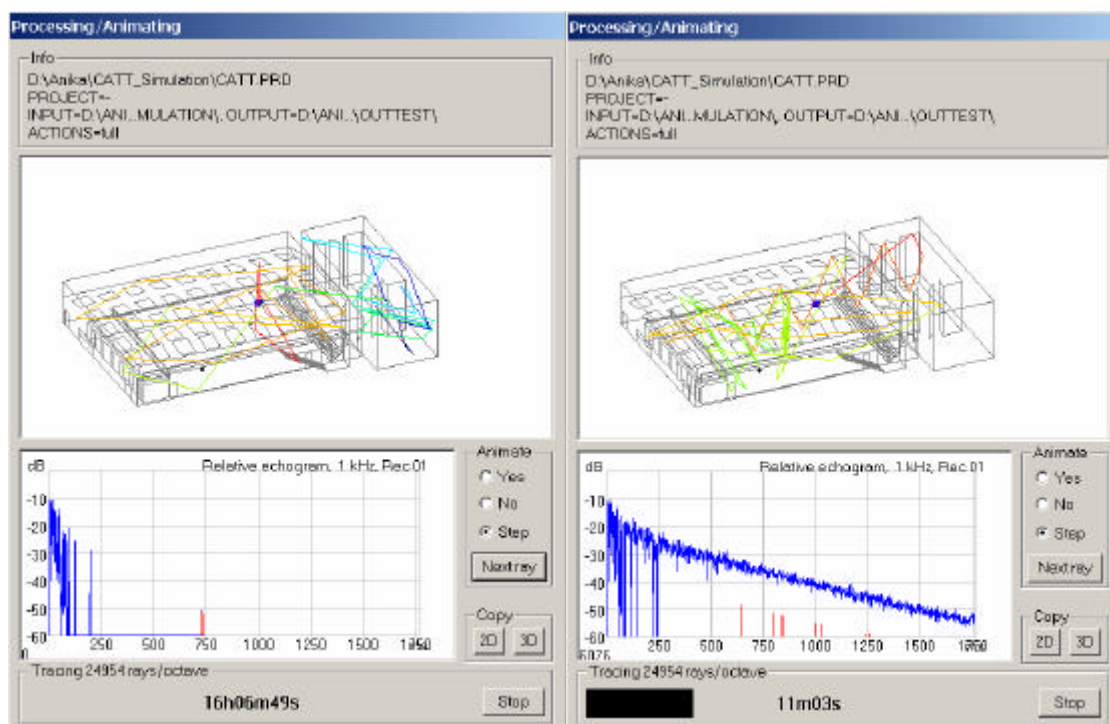 Processing/Animating
Info
D:\Anika\CATT_Simulation\CATT.PRD
PROJECT=-
INPUT=D:\ANI..MULATION\, OUTPUT=D:\ANI..\OUTTEST\
ACTIONS=full
dB
Relative echogram, 1 kHz, Rec 01
-10
-20
-30
-40
-50
-60
0
250
500
750
1000
1250
1500
Animate
Yes
No
Step
Next ray
Copy
2D
3D
Tracing 24954 rays/octave
16h06m49s
Stop
Processing/Animating
Info
D:\Anika\CATT_Simulation\CATT.PRD
PROJECT=-
INPUT=D:\ANI..MULATION\, OUTPUT=D:\ANI..\OUTTEST\
ACTIONS=full
dB
Relative echogram, 1 kHz, Rec 01
-10
-20
-30
-40
-50
-60
6076
250
500
750
1000
1250
1500
Animate
Yes
No
Step
Next ray
Copy
2D
3D
Tracing 24954 rays/octave
11m03s
Stop